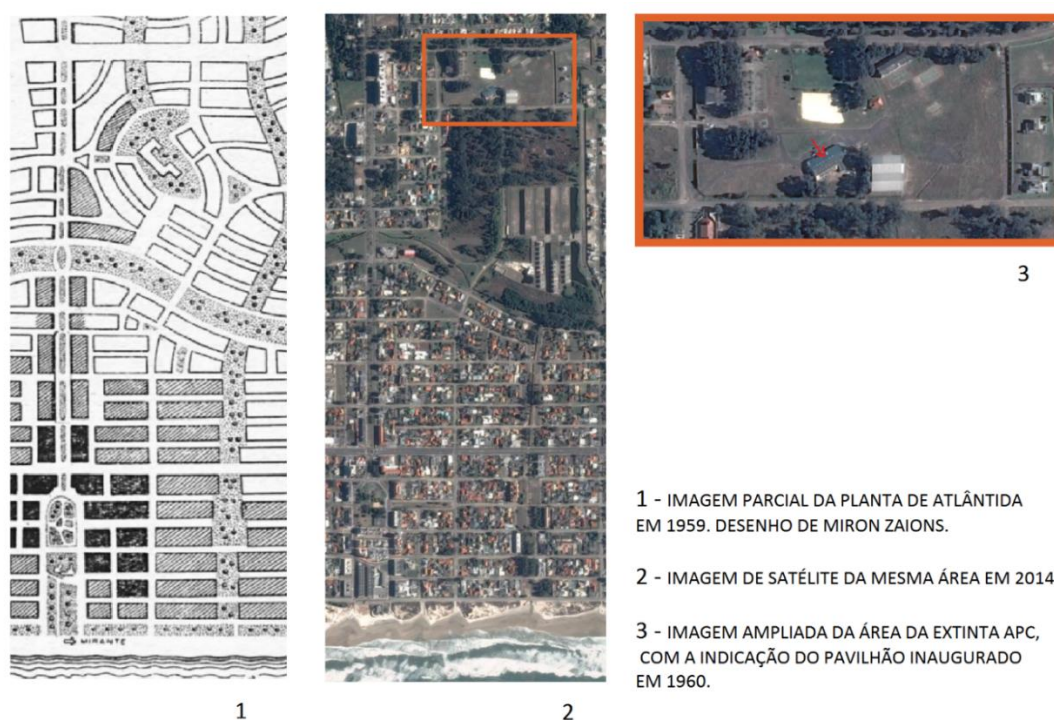 MIRANTE
1
2
3
1 - IMAGEM PARCIAL DA PLANTA DE ATLÂNTIDA
EM 1959. DESENHO DE MIRON ZAIONS.
2 - IMAGEM DE SATÉLITE DA MESMA ÁREA EM 2014
3 - IMAGEM AMPLIADA DA ÁREA DA EXTINTA APC,
COM A INDICAÇÃO DO PAVILHÃO INAUGURADO
EM 1960.